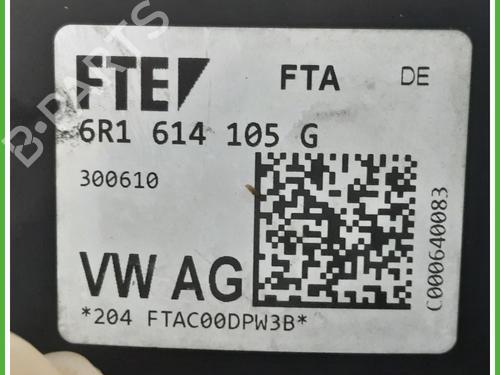 FTE FTA DE
6R1 614 105 G
300610
VW AG
*204 FTAC00DPW3B*
C000640083
B-PARTS